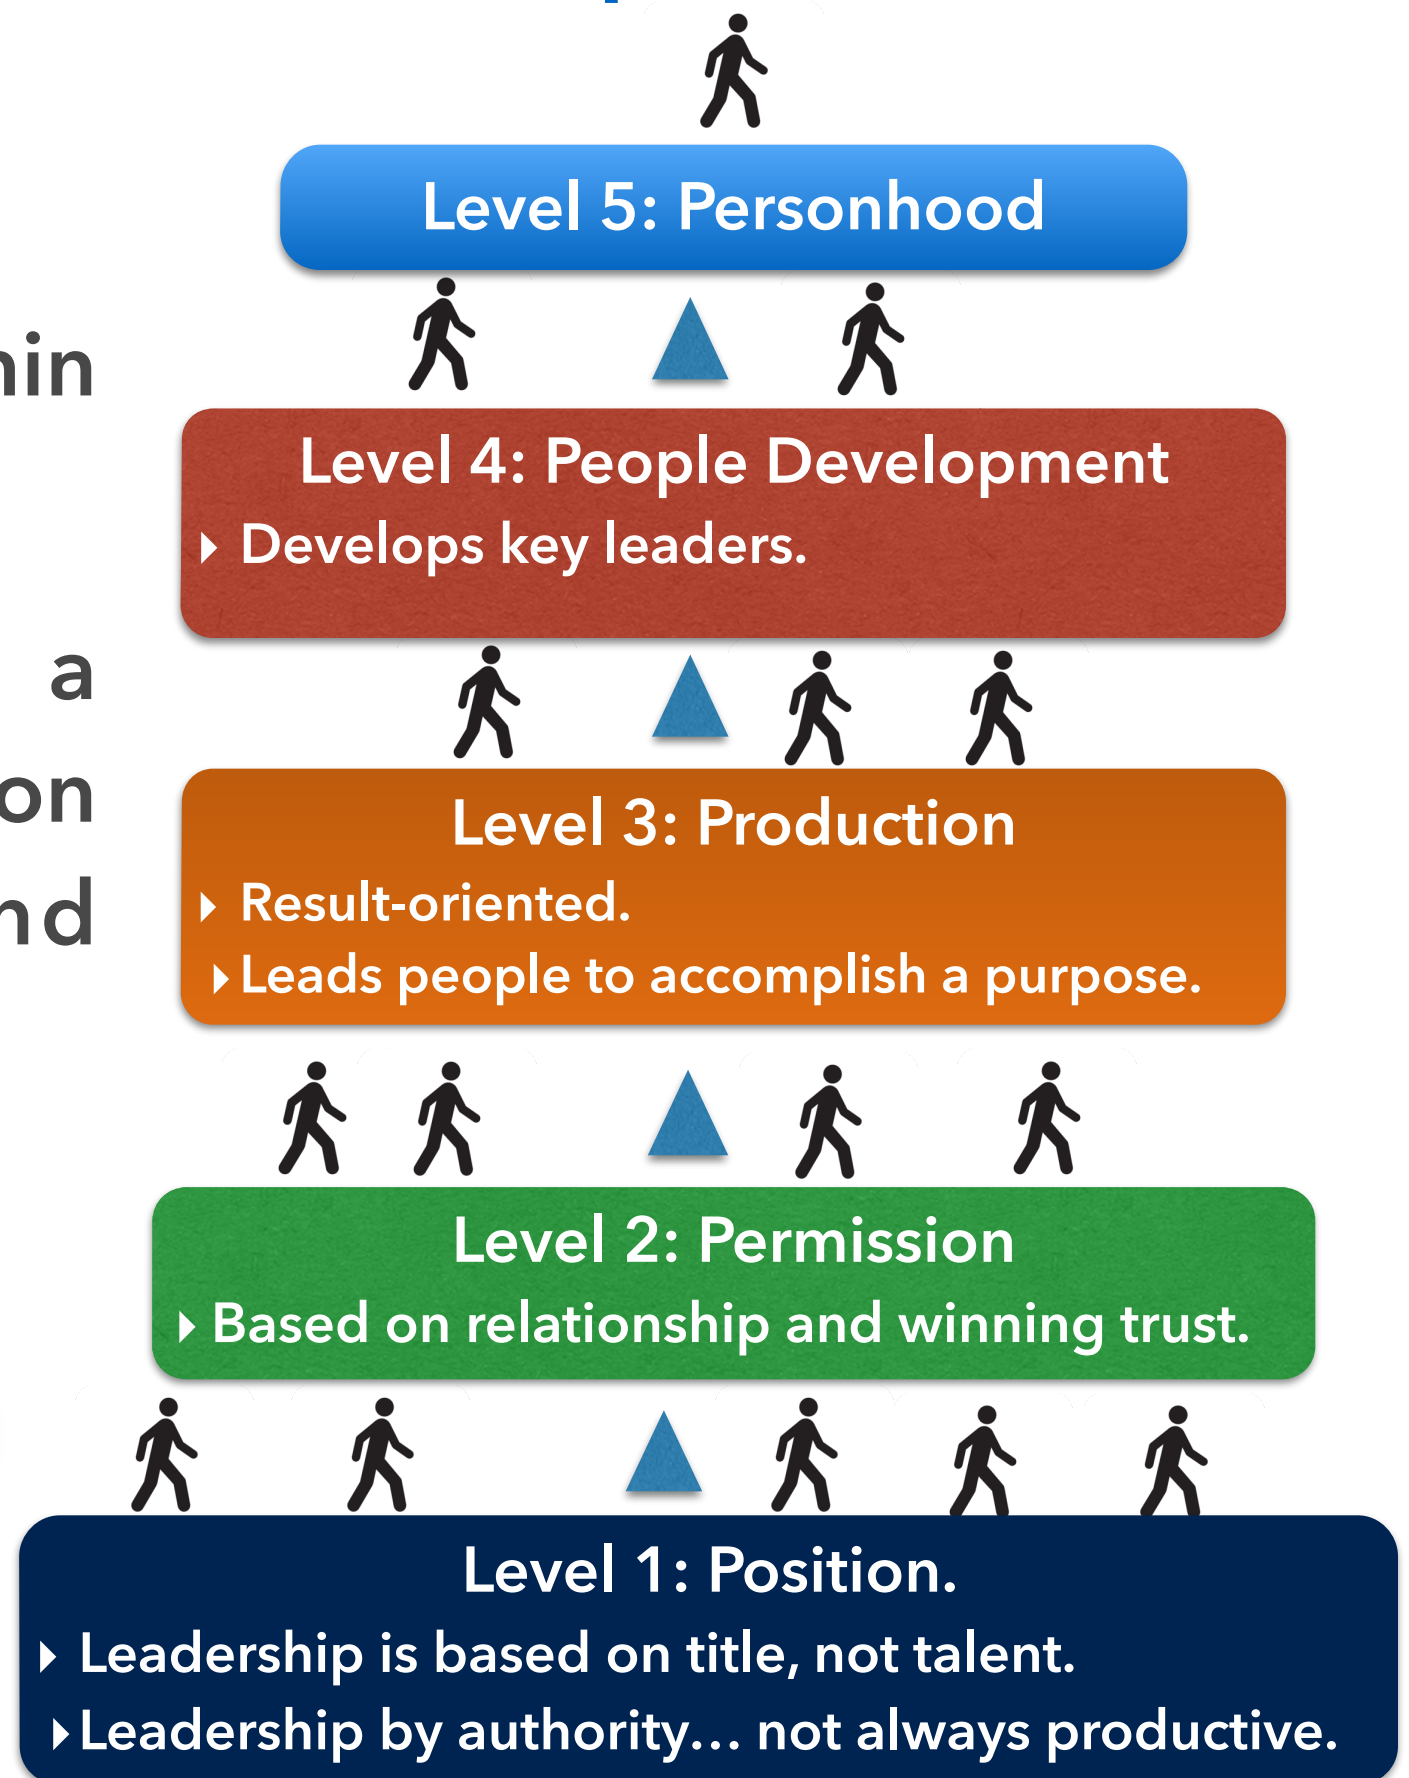 Level 5: Personhood
Level 4: People Development
Develops key leaders.
a
Level 3: Production
Result-oriented.
Leads people to accomplish a purpose.
Level 2: Permission
Based on relationship and winning trust.
Level 1: Position.
Leadership is based on title, not talent.
Leadership by authority... not always productive.